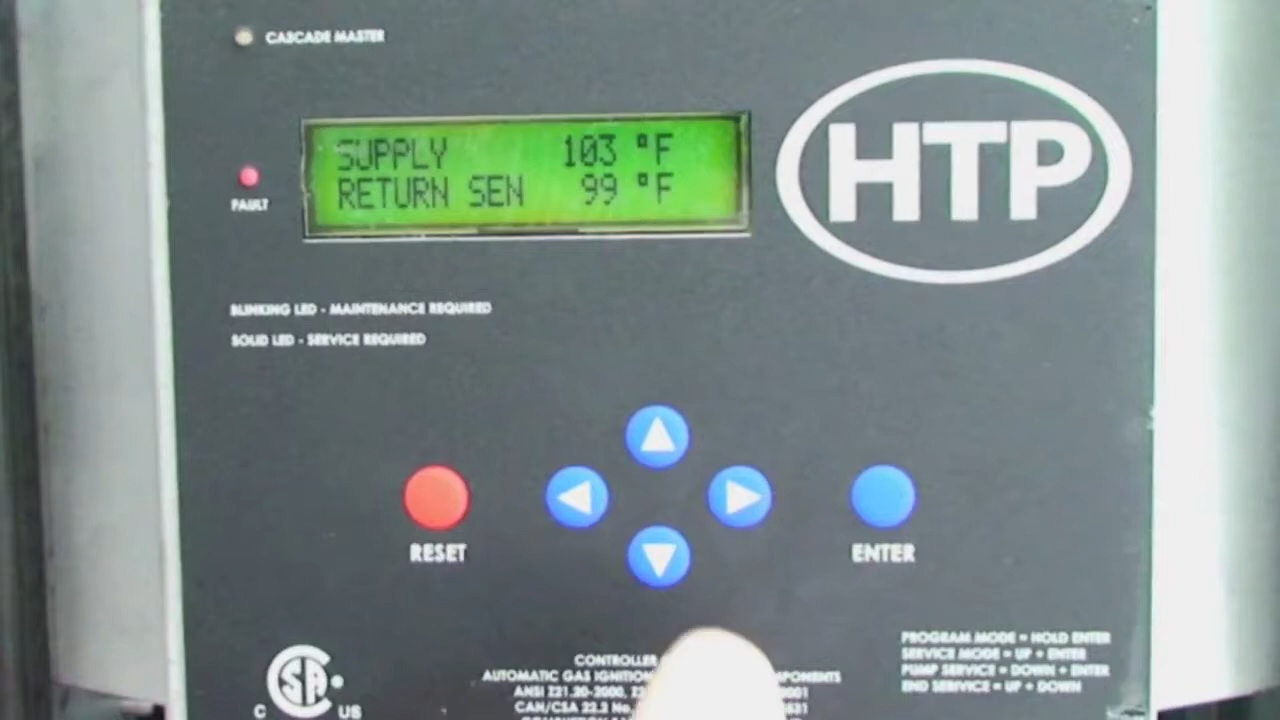 CASCADE MASTER
SUPPLY 103 °F
RETURN SEN 99 °F
HTP
FAULT
BLINKING LED - MAINTENANCE REQUIRED
SOLID LED - SERVICE REQUIRED
RESET
ENTER
PROGRAM MODE = HOLD ENTER
SERVICE MODE = UP + ENTER
PUMP SERVICE = DOWN + ENTER
END SERVICE = UP + DOWN
SA
C US
CONTROLLER
AUTOMATIC GAS IGNITION
ANSI Z21.20-2000,
CAN/CSA 22.2 No.